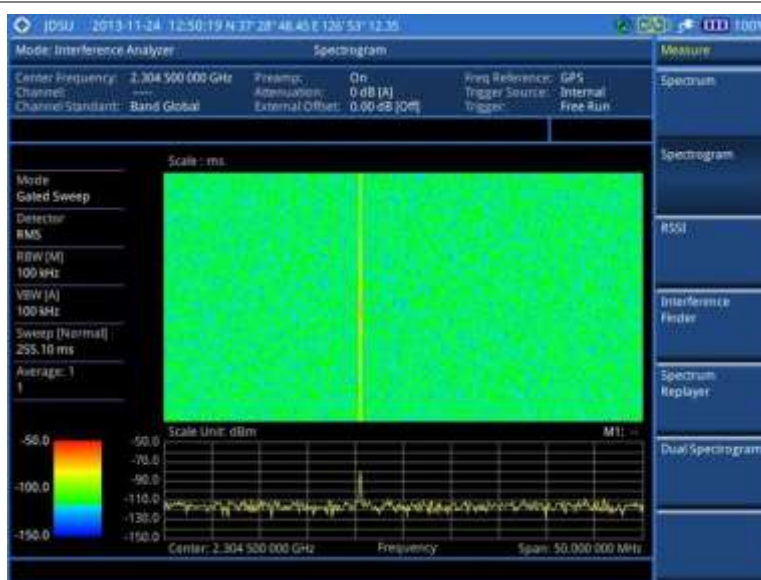 JDSU 2013-11-24 12:50:19 N 37° 28' 48.45 E 126° 53' 12.35 100%
Mode: Interference Analyzer Spectrogram Measure
Center Frequency: 2.304 500 000 GHz Preamp: On Freq Reference: GPS
Channel: ---- Attenuation: 0 dB [A] Trigger Source: Internal
Channel Standard: Band Global External Offset: 0.00 dB [Off] Trigger: Free Run
Spectrum
Spectrogram
RSSI
Interference
Finder
Spectrum
Replayer
Dual Spectrogram
Scale : ms
Mode
Gated Sweep
Detector
RMS
RBW [M]
100 kHz
VBW [A]
100 kHz
Sweep [Normal]
255.10 ms
Average: 1
1
Scale Unit: dBm M1: --
-50.0
-100.0
-150.0
-50.0
-70.0
-90.0
-110.0
-130.0
-150.0
Center: 2.304 500 000 GHz Frequency Span: 50.000 000 MHz